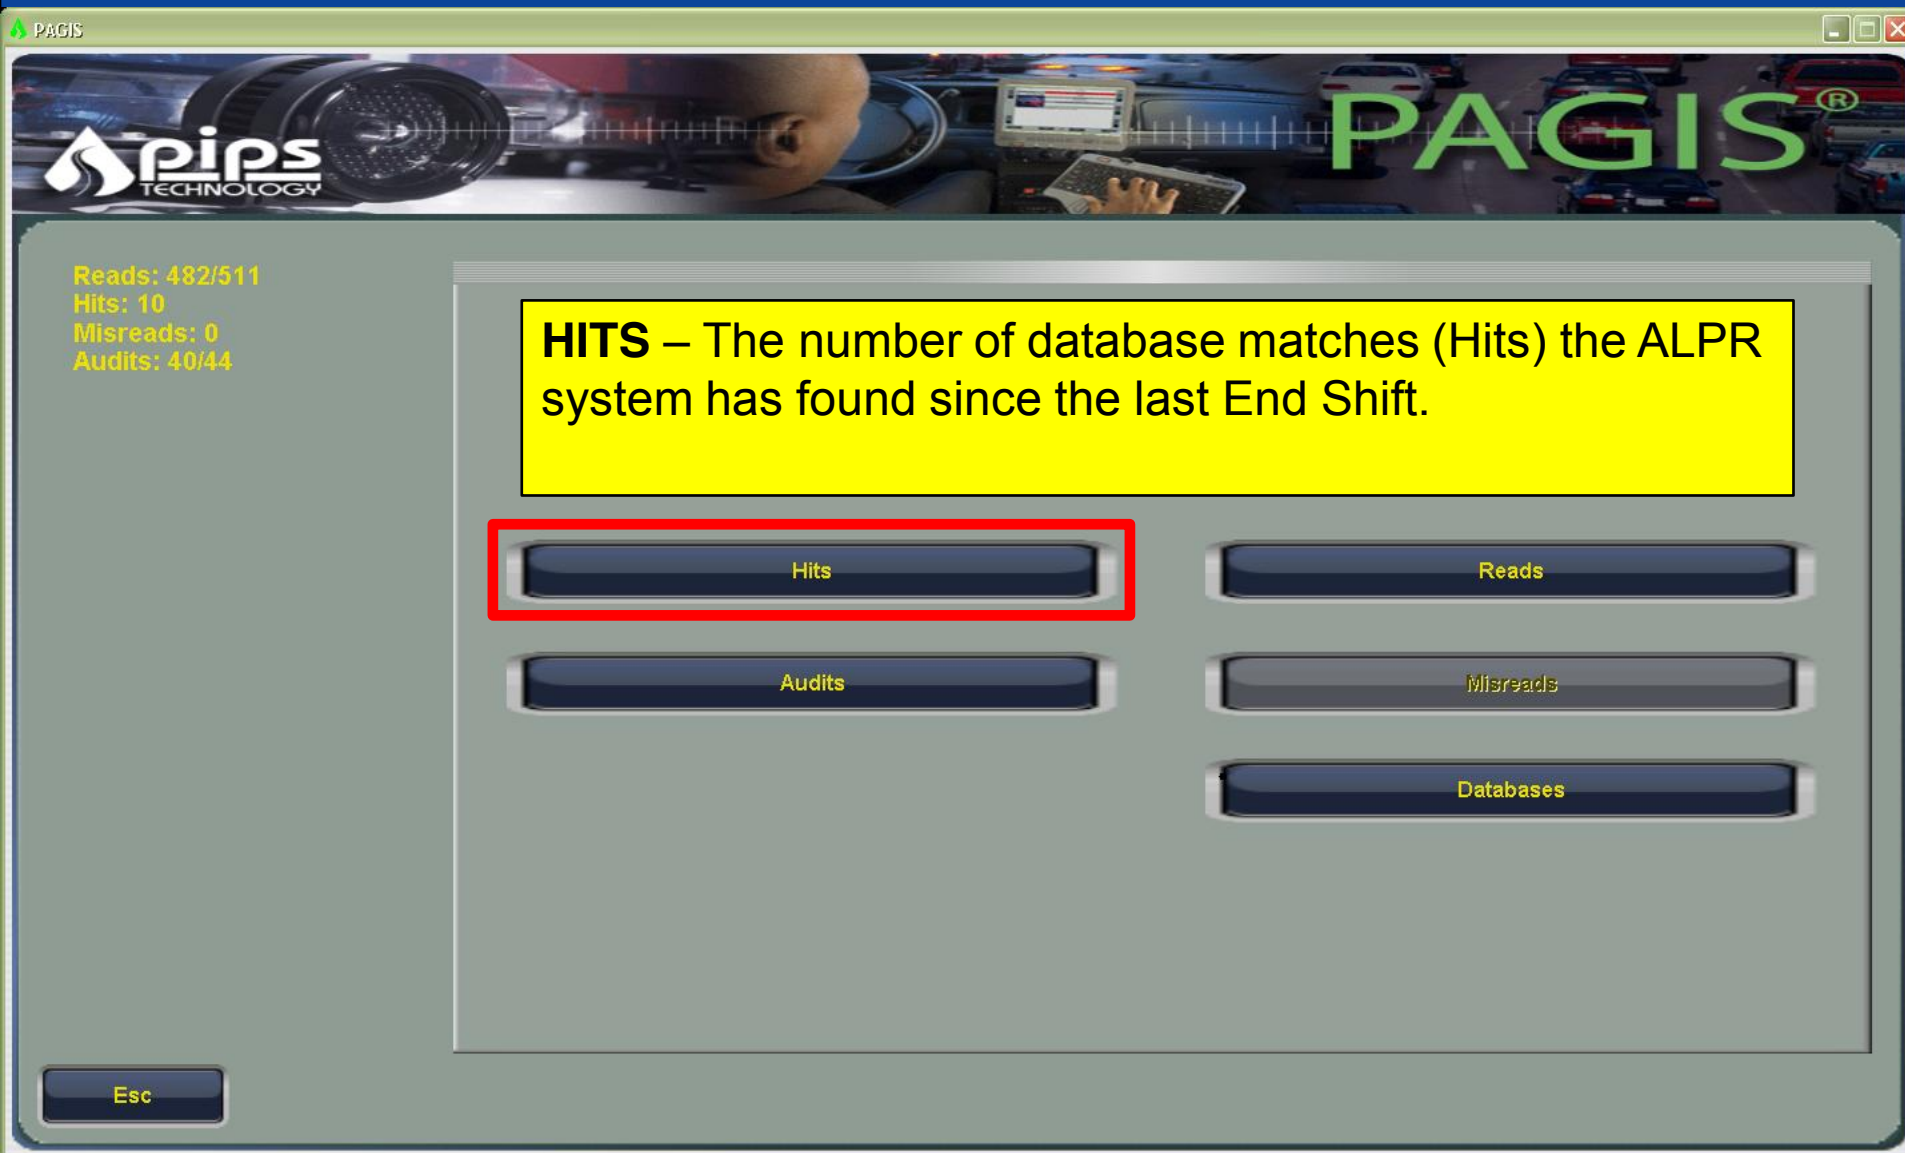 PAGIS
pips
TECHNOLOGY
PAGIS®
Reads: 482/511
Hits: 10
Misreads: 0
Audits: 40/44
HITS – The number of database matches (Hits) the ALPR
system has found since the last End Shift.
Hits
Reads
Audits
Misreads
Databases
Esc